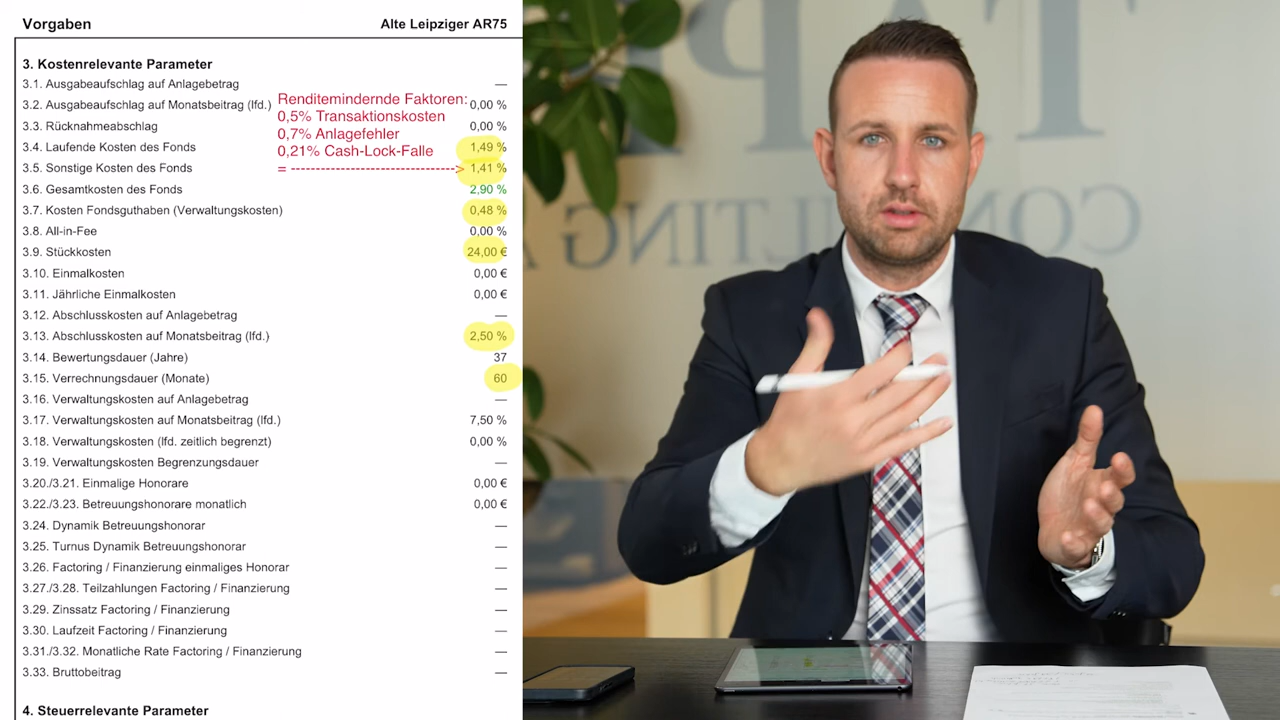 Vorgaben Alte Leipziger AR75
3. Kostenrelevante Parameter
3.1. Ausgabeaufschlag auf Anlagebetrag —
3.2. Ausgabeaufschlag auf Monatsbeitrag (lfd.) 0,00 %
3.3. Rücknahmeabschlag 0,00 %
3.4. Laufende Kosten des Fonds 1,49 %
3.5. Sonstige Kosten des Fonds 1,41 %
3.6. Gesamtkosten des Fonds 2,90 %
3.7. Kosten Fondsguthaben (Verwaltungskosten) 0,48 %
3.8. All-in-Fee 0,00 %
3.9. Stückkosten 24,00 €
3.10. Einmalkosten 0,00 €
3.11. Jährliche Einmalkosten 0,00 €
3.12. Abschlusskosten auf Anlagebetrag —
3.13. Abschlusskosten auf Monatsbeitrag (lfd.) 2,50 %
3.14. Bewertungsdauer (Jahre) 37
3.15. Verrechnungsdauer (Monate) 60
3.16. Verwaltungskosten auf Anlagebetrag —
3.17. Verwaltungskosten auf Monatsbeitrag (lfd.) 7,50 %
3.18. Verwaltungskosten (lfd. zeitlich begrenzt) 0,00 %
3.19. Verwaltungskosten Begrenzungsdauer —
3.20./3.21. Einmalige Honorare 0,00 €
3.22./3.23. Betreuungshonorare monatlich 0,00 €
3.24. Dynamik Betreuungshonorar —
3.25. Turnus Dynamik Betreuungshonorar —
3.26. Factoring / Finanzierung einmaliges Honorar —
3.27./3.28. Teilzahlungen Factoring / Finanzierung —
3.29. Zinssatz Factoring / Finanzierung —
3.30. Laufzeit Factoring / Finanzierung —
3.31./3.32. Monatliche Rate Factoring / Finanzierung —
3.33. Bruttobeitrag —
4. Steuerrelevante Parameter
Renditemindernde Faktoren:
0,5% Transaktionskosten
0,7% Anlagefehler
0,21% Cash-Lock-Falle
= --------------------------------->